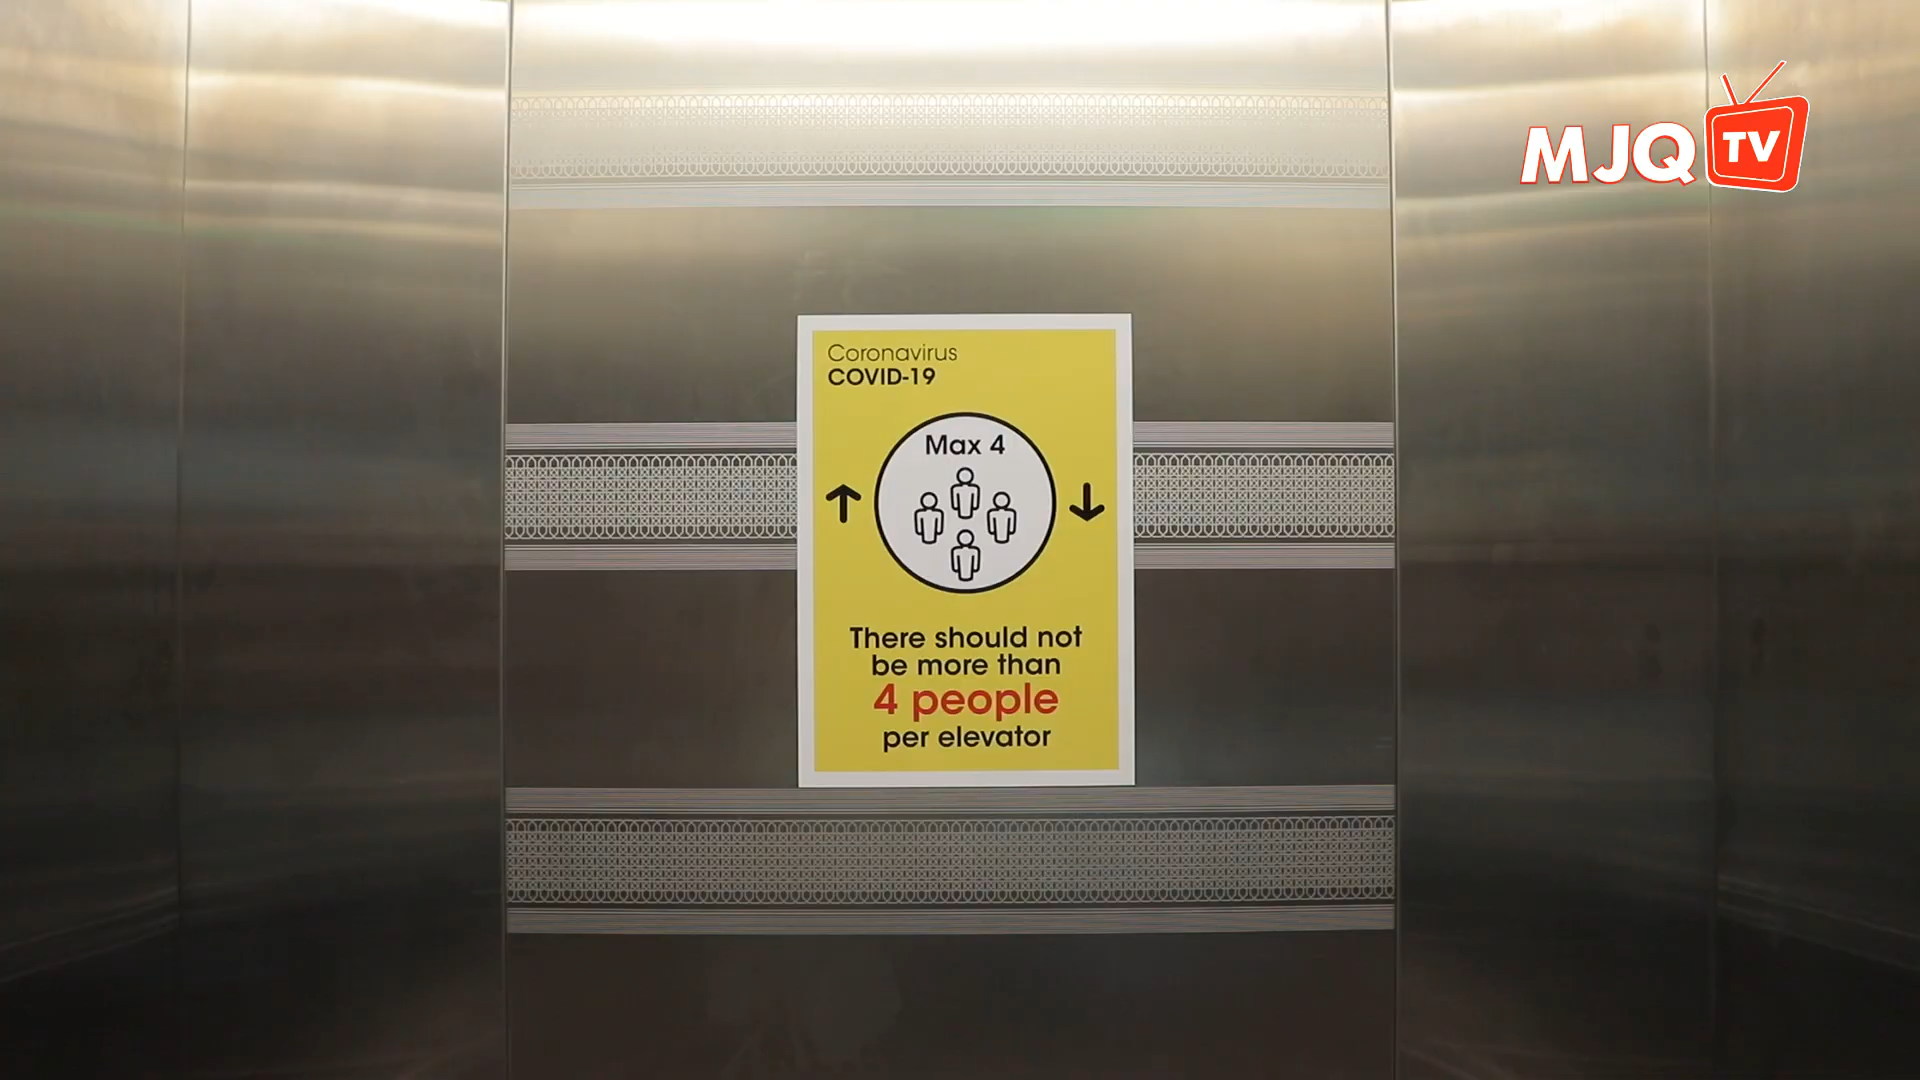 MJQ TV
Coronavirus
COVID-19
Max 4
There should not
be more than
4 people
per elevator